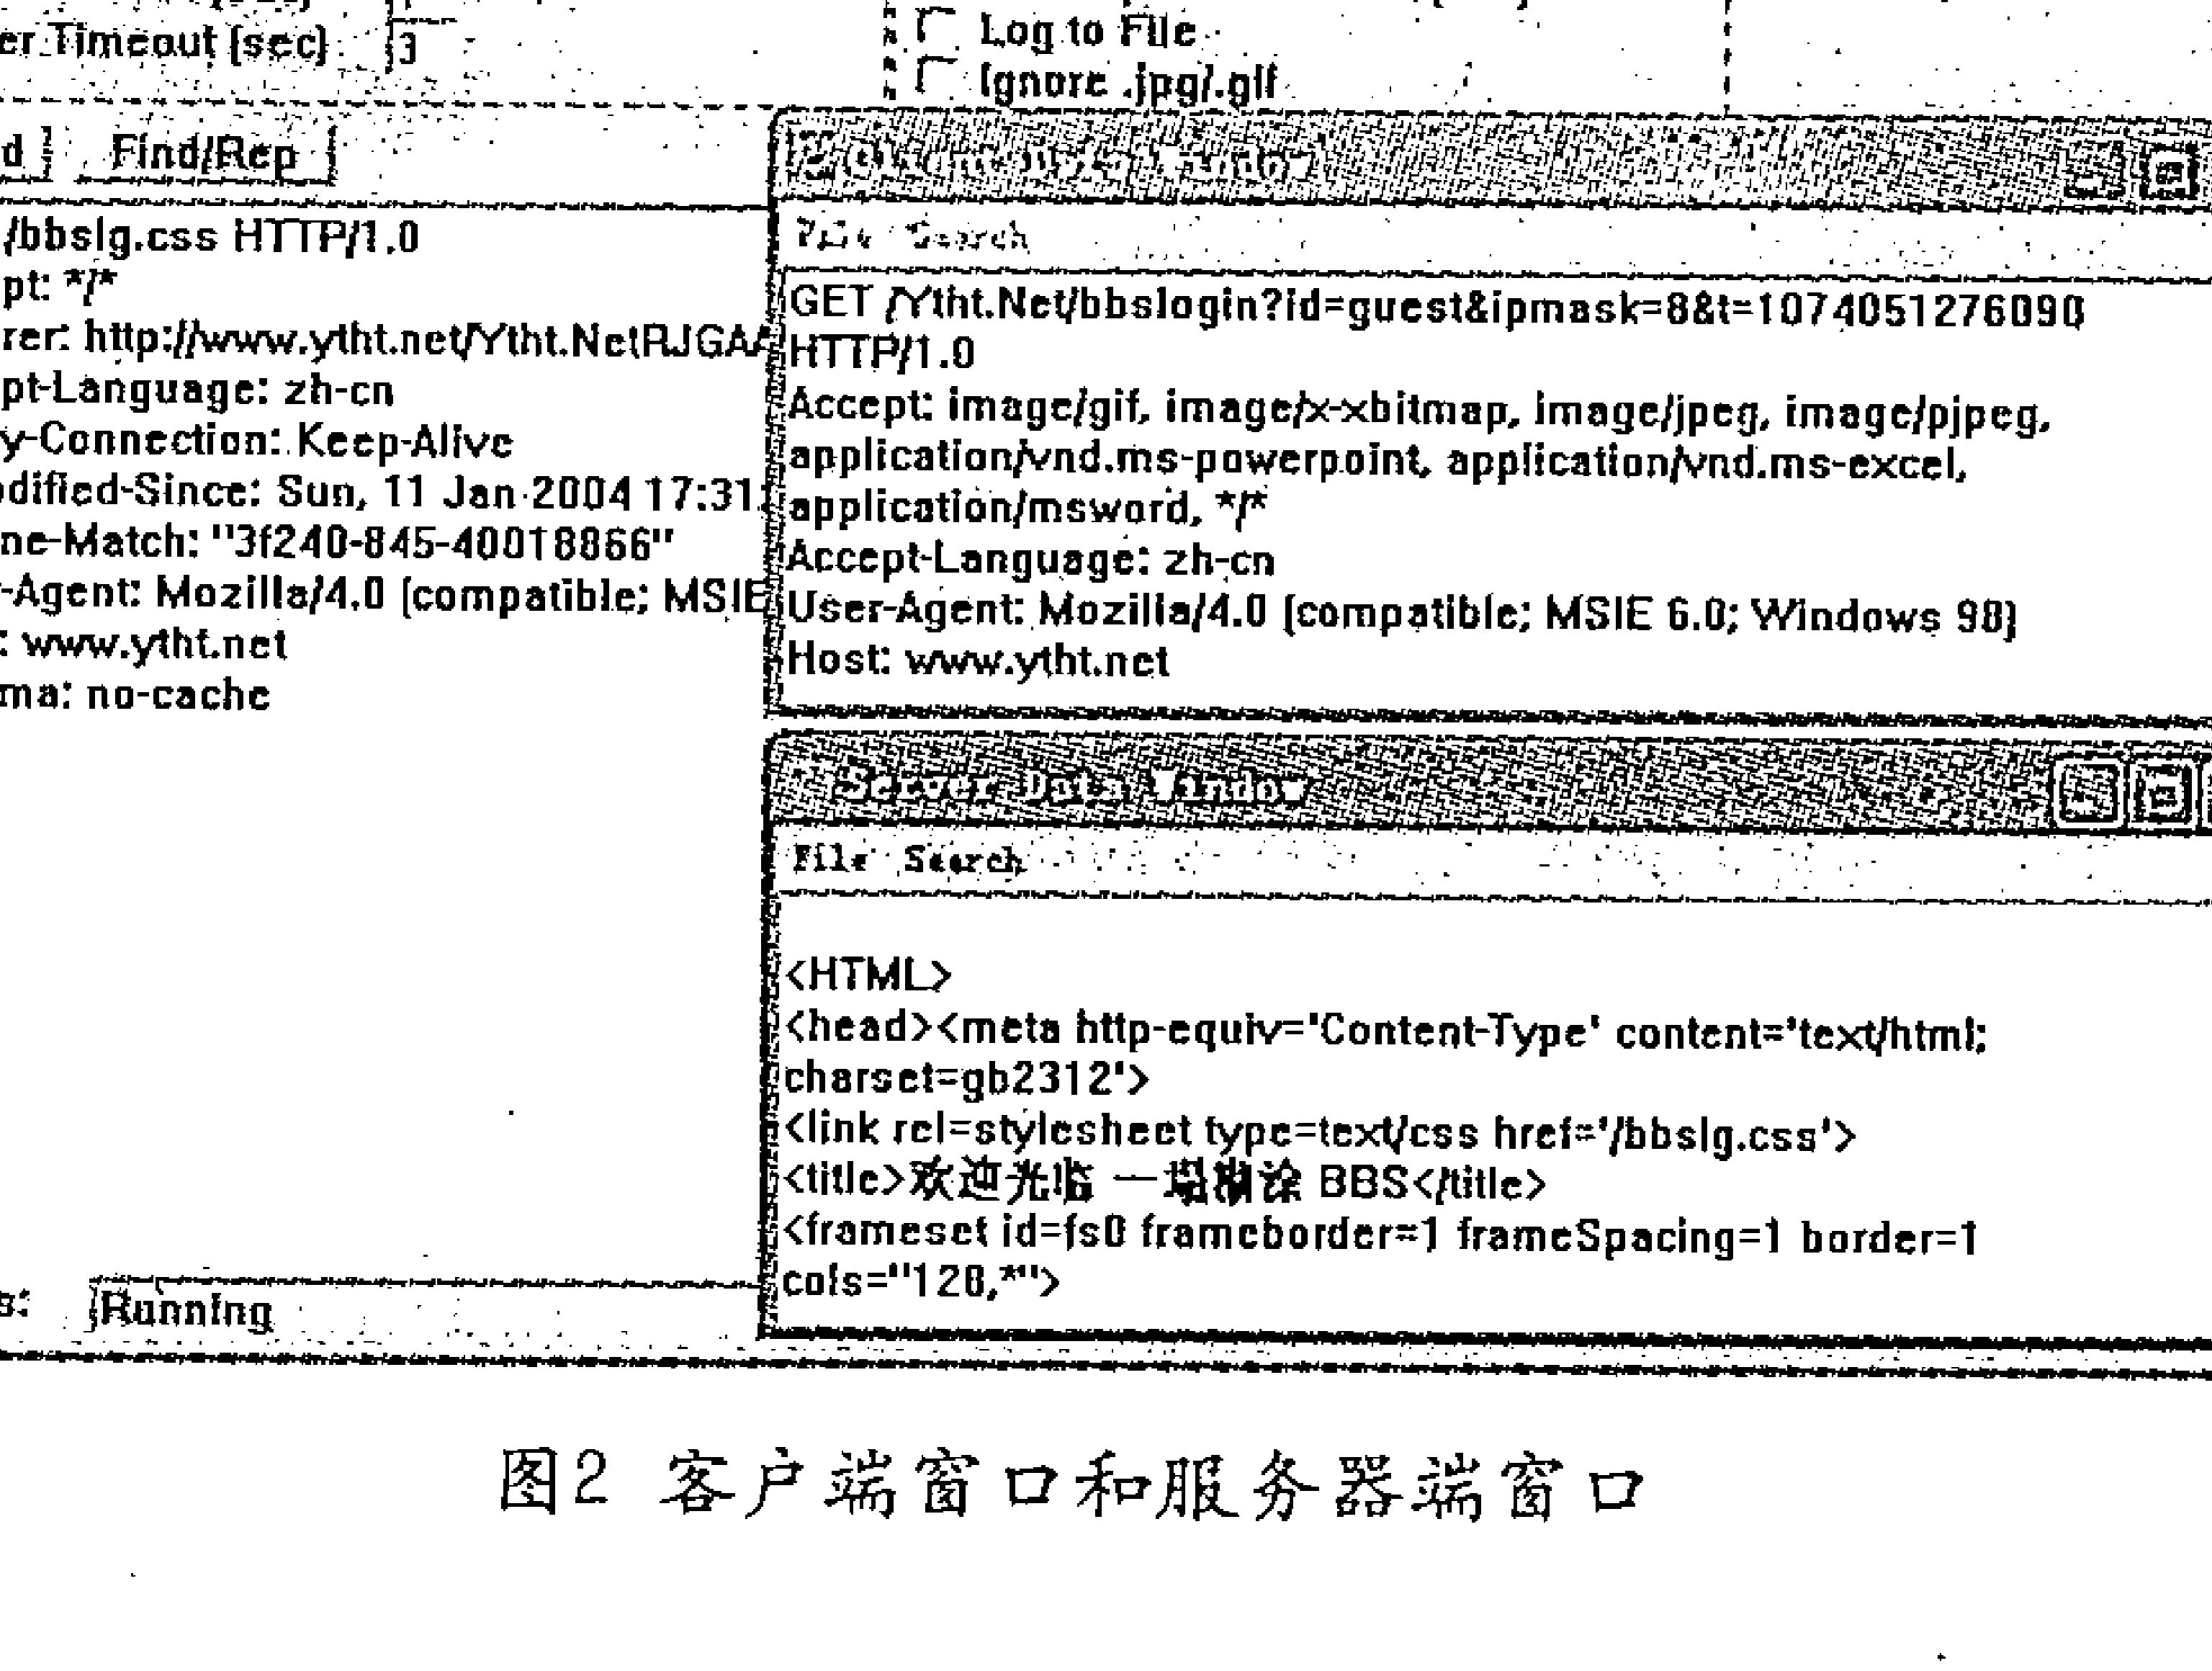 er Timeout (sec) 3
Log to File
Ignore .jpg/.gif
d Find/Rep
/bbslg.css HTTP/1.0
pt: */*
rer: http://www.ytht.net/Ytht.NetRJGAA
pt-Language: zh-cn
y-Connection: Keep-Alive
odified-Since: Sun, 11 Jan 2004 17:31
ne-Match: "3f240-845-40018866"
-Agent: Mozilla/4.0 (compatible; MSIE
: www.ytht.net
ma: no-cache
s: Running
Client Data Window
File Search
GET /Ytht.Net/bbslogin?id=guest&ipmask=8&t=1074051276090
HTTP/1.0
Accept: image/gif, image/x-xbitmap, image/jpeg, image/pjpeg,
application/vnd.ms-powerpoint, application/vnd.ms-excel,
application/msword, */*
Accept-Language: zh-cn
User-Agent: Mozilla/4.0 (compatible; MSIE 6.0; Windows 98)
Host: www.ytht.net
Server Data Window
File Search
<HTML>
<head><meta http-equiv='Content-Type' content='text/html;
charset=gb2312'>
<link rel=stylesheet type=text/css href='/bbslg.css'>
<title>欢迎光临 一塌糊涂 BBS</title>
<frameset id=fs0 frameborder=1 frameSpacing=1 border=1
cols="128,*">
图2 客户端窗口和服务器端窗口